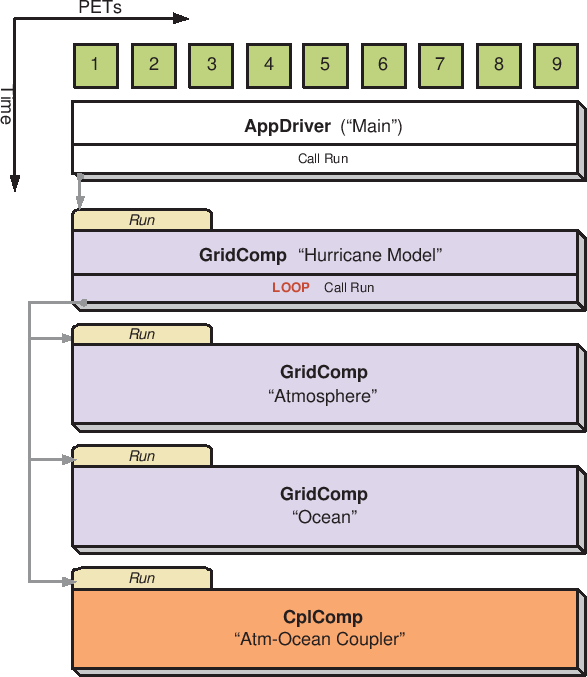 PETs
Time
1 2 3 4 5 6 7 8 9
AppDriver (“Main”)
Call Run
Run
GridComp “Hurricane Model”
LOOP Call Run
Run
GridComp
“Atmosphere”
Run
GridComp
“Ocean”
Run
CplComp
“Atm-Ocean Coupler”